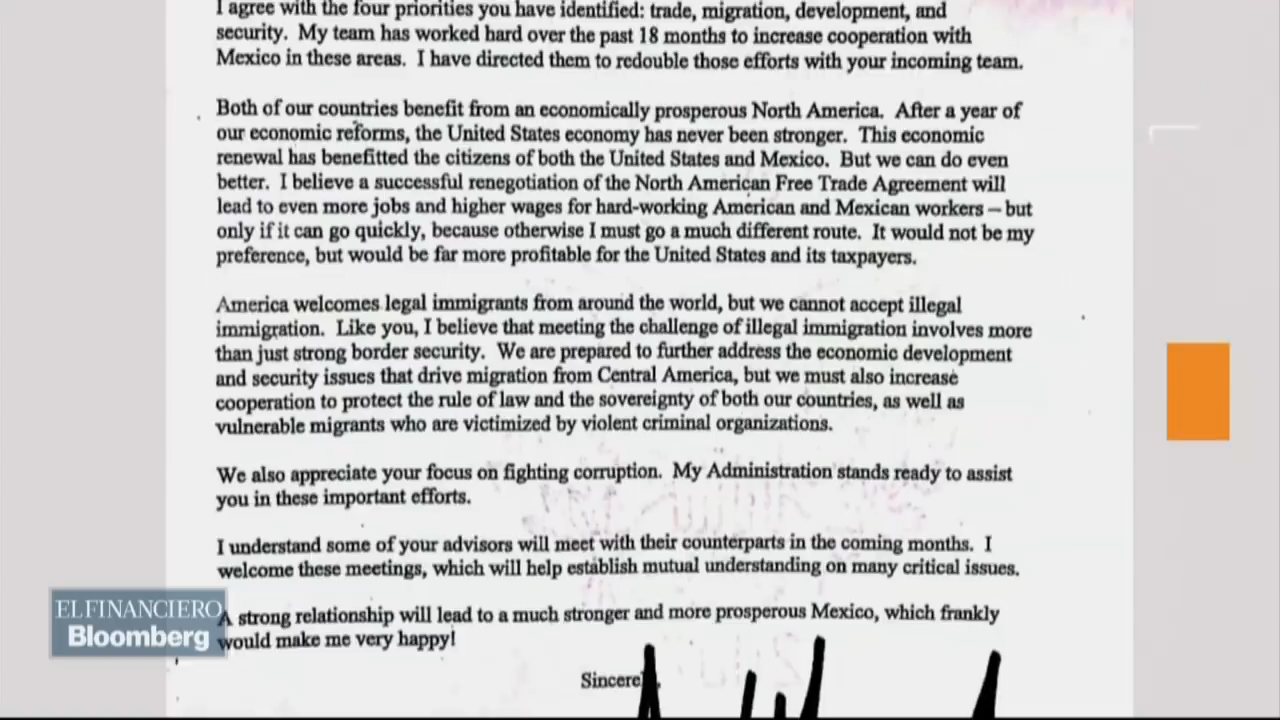 I agree with the four priorities you have identified: trade, migration, development, and
security. My team has worked hard over the past 18 months to increase cooperation with
Mexico in these areas. I have directed them to redouble those efforts with your incoming team.
Both of our countries benefit from an economically prosperous North America. After a year of
our economic reforms, the United States economy has never been stronger. This economic
renewal has benefitted the citizens of both the United States and Mexico. But we can do even
better. I believe a successful renegotiation of the North American Free Trade Agreement will
lead to even more jobs and higher wages for hard-working American and Mexican workers – but
only if it can go quickly, because otherwise I must go a much different route. It would not be my
preference, but would be far more profitable for the United States and its taxpayers.
America welcomes legal immigrants from around the world, but we cannot accept illegal
immigration. Like you, I believe that meeting the challenge of illegal immigration involves more
than just strong border security. We are prepared to further address the economic development
and security issues that drive migration from Central America, but we must also increase
cooperation to protect the rule of law and the sovereignty of both our countries, as well as
vulnerable migrants who are victimized by violent criminal organizations.
We also appreciate your focus on fighting corruption. My Administration stands ready to assist
you in these important efforts.
I understand some of your advisors will meet with their counterparts in the coming months. I
welcome these meetings, which will help establish mutual understanding on many critical issues.
A strong relationship will lead to a much stronger and more prosperous Mexico, which frankly
would make me very happy!
EL FINANCIERO
Bloomberg